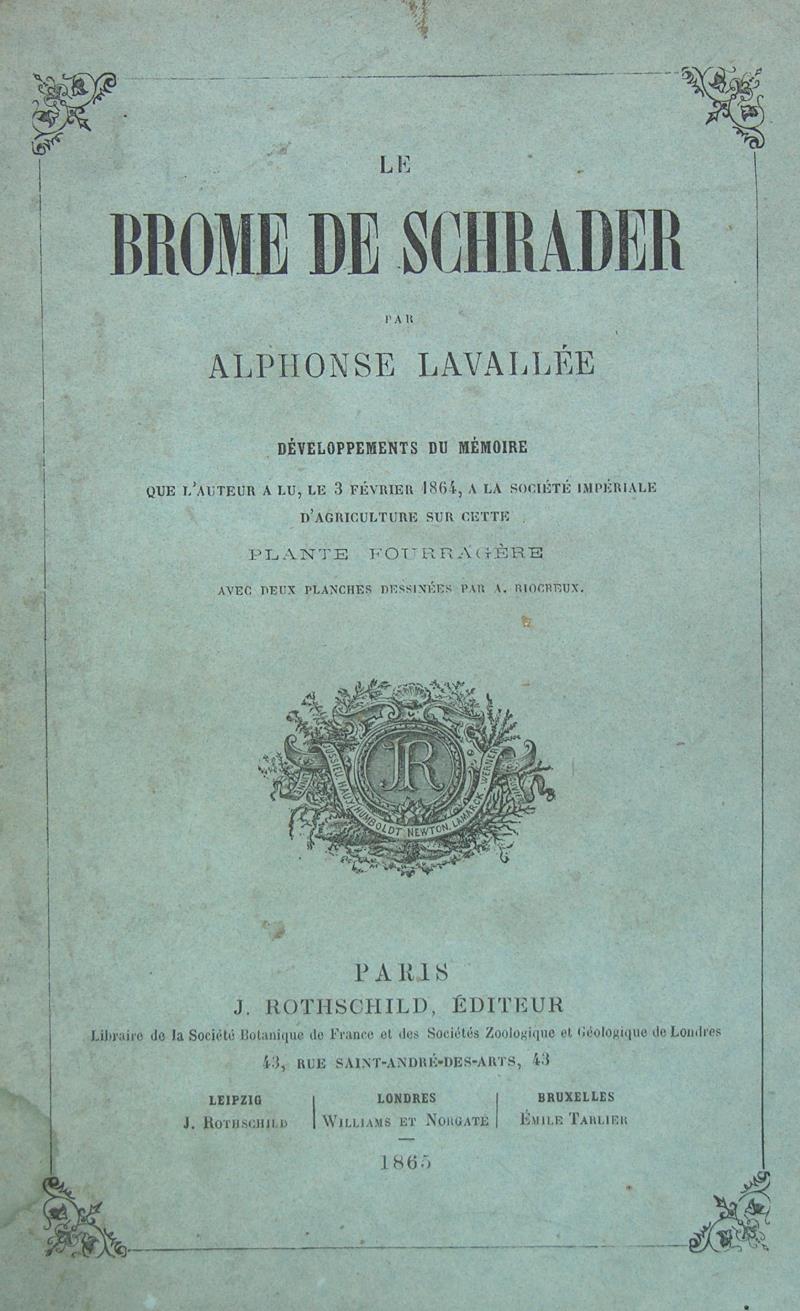 LE
BROME DE SCHRADER
PAR
ALPHONSE LAVALLÉE
DÉVELOPPEMENTS DU MÉMOIRE
QUE L'AUTEUR A LU, LE 3 FÉVRIER 1864, A LA SOCIÉTÉ IMPÉRIALE
D'AGRICULTURE SUR CETTE
PLANTE FOURRAGÈRE
AVEC DEUX PLANCHES DESSINÉES PAR A. RIOCREUX.
JR
JUSSIEU. HAUY. HUMBOLDT. NEWTON. LAMARCK. WERNER
PARIS
J. ROTHSCHILD, ÉDITEUR
Libraire de la Société Botanique de France et des Sociétés Zoologique et Géologique de Londres
43, RUE SAINT-ANDRÉ-DES-ARTS, 43
LEIPZIG LONDRES BRUXELLES
J. ROTHSCHILD WILLIAMS ET NORGATE ÉMILE TARLIER
1865